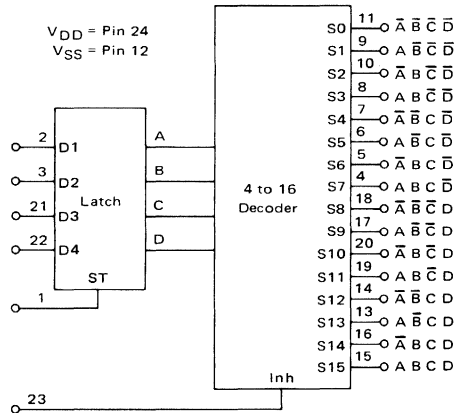 VDD = Pin 24
VSS = Pin 12
2 D1
3 D2
21 D3
22 D4
Latch
ST
1
A
B
C
D
4 to 16
Decoder
S0 11 A̅ B̅ C̅ D̅
S1 9 A B̅ C̅ D̅
S2 10 A̅ B C̅ D̅
S3 8 A B C̅ D̅
S4 7 A̅ B̅ C D̅
S5 6 A B̅ C D̅
S6 5 A̅ B C D̅
S7 4 A B C D̅
S8 18 A̅ B̅ C̅ D
S9 17 A B̅ C̅ D
S10 20 A̅ B C̅ D
S11 19 A B C̅ D
S12 14 A̅ B̅ C D
S13 13 A B̅ C D
S14 16 A̅ B C D
S15 15 A B C D
Inh
23